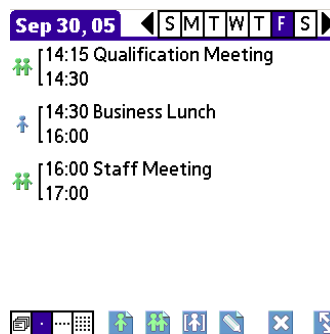 Sep 30, 05 S M T W T F S
14:15 Qualification Meeting
14:30
14:30 Business Lunch
16:00
16:00 Staff Meeting
17:00